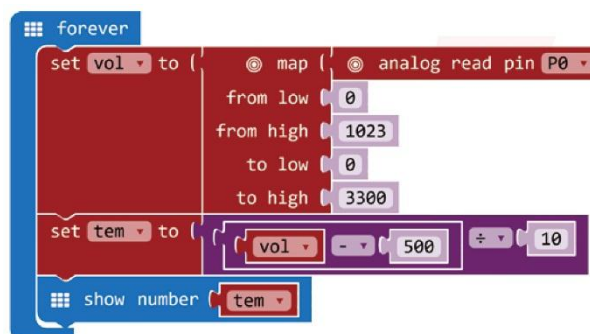 forever
set vol to map analog read pin P0
from low 0
from high 1023
to low 0
to high 3300
set tem to vol - 500 ÷ 10
show number tem